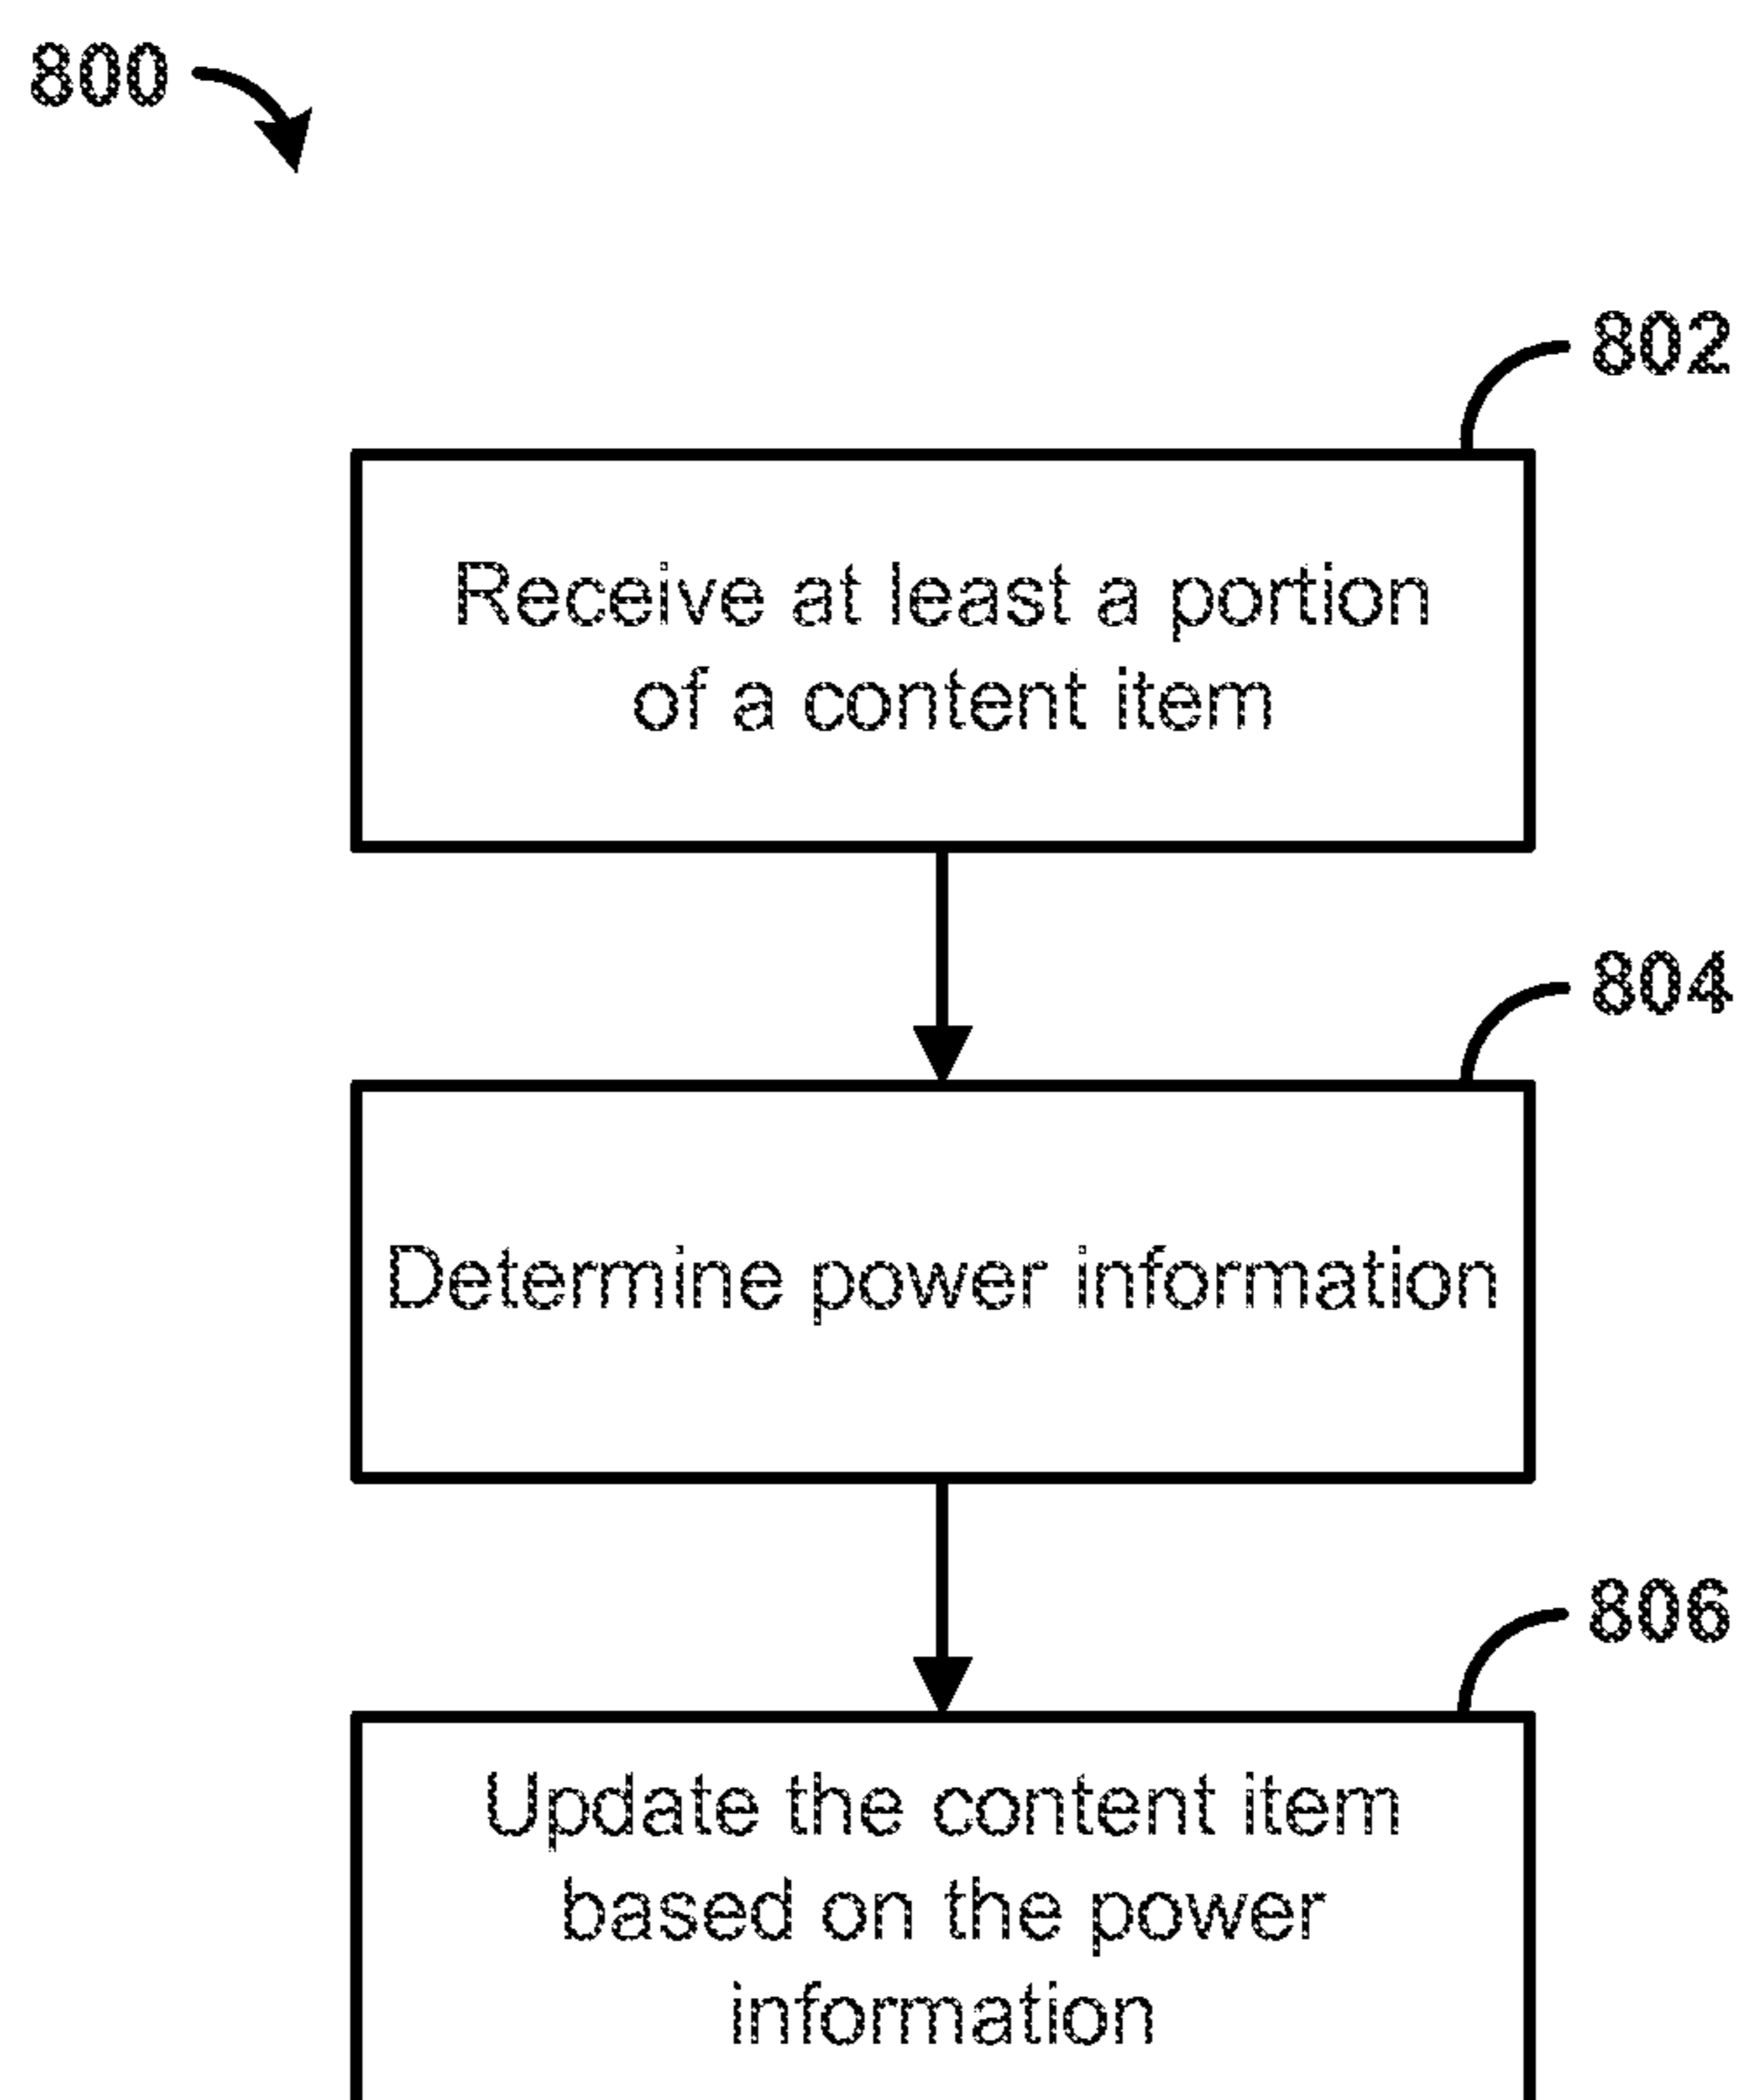 800
802
Receive at least a portion
of a content item
804
Determine power information
806
Update the content item
based on the power
information